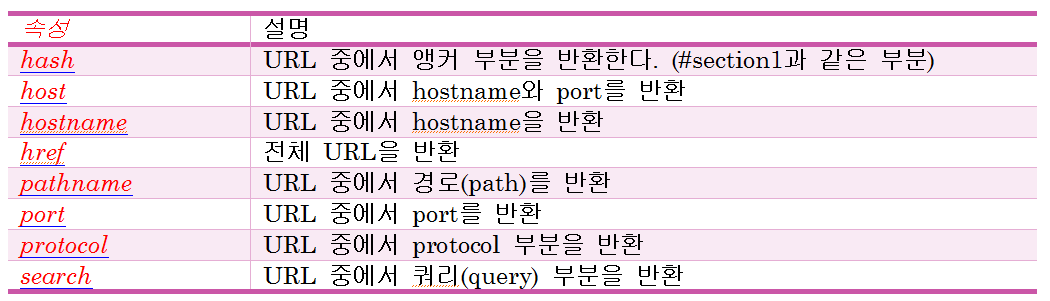 속성 설명
hash URL 중에서 앵커 부분을 반환한다. (#section1과 같은 부분)
host URL 중에서 hostname와 port를 반환
hostname URL 중에서 hostname을 반환
href 전체 URL을 반환
pathname URL 중에서 경로(path)를 반환
port URL 중에서 port를 반환
protocol URL 중에서 protocol 부분을 반환
search URL 중에서 쿼리(query) 부분을 반환